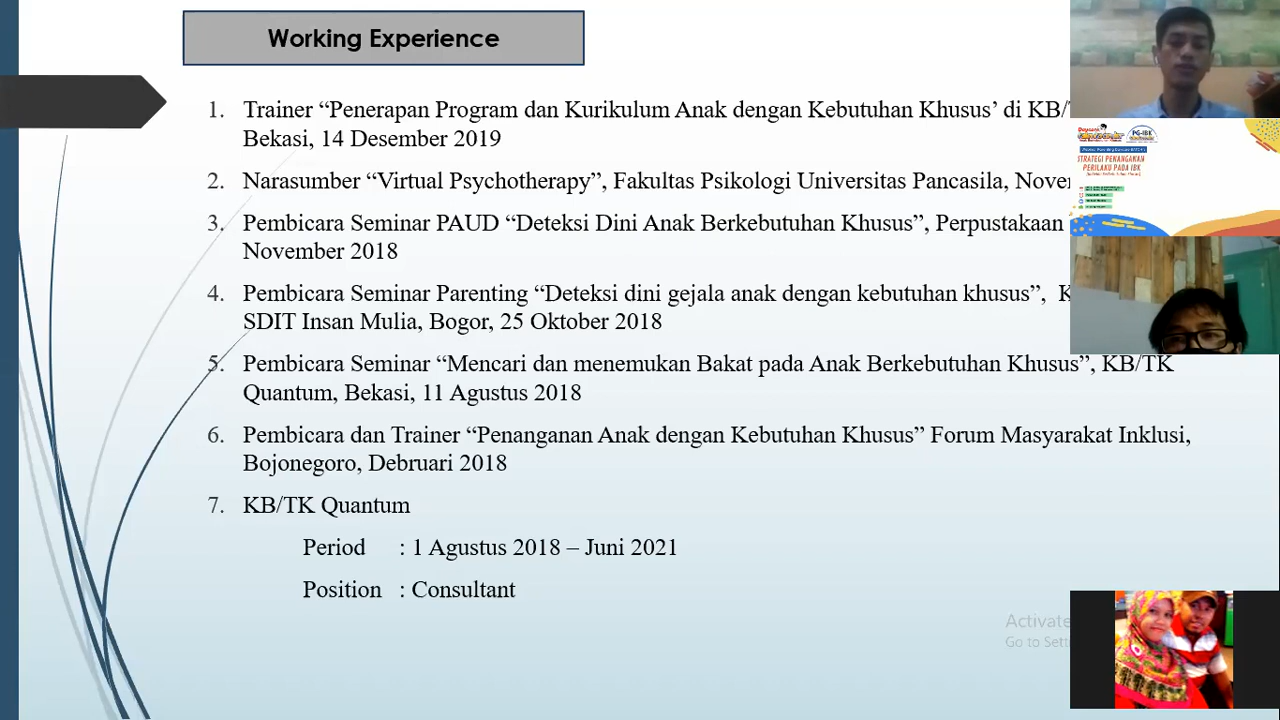 Working Experience
1. Trainer “Penerapan Program dan Kurikulum Anak dengan Kebutuhan Khusus’ di KB/
Bekasi, 14 Desember 2019
2. Narasumber “Virtual Psychotherapy”, Fakultas Psikologi Universitas Pancasila,
3. Pembicara Seminar PAUD “Deteksi Dini Anak Berkebutuhan Khusus”, Perpustakaan
November 2018
4. Pembicara Seminar Parenting “Deteksi dini gejala anak dengan kebutuhan khusus”,
SDIT Insan Mulia, Bogor, 25 Oktober 2018
5. Pembicara Seminar “Mencari dan menemukan Bakat pada Anak Berkebutuhan Khusus”, KB/TK
Quantum, Bekasi, 11 Agustus 2018
6. Pembicara dan Trainer “Penanganan Anak dengan Kebutuhan Khusus” Forum Masyarakat Inklusi,
Bojonegoro, Debruari 2018
7. KB/TK Quantum
Period : 1 Agustus 2018 – Juni 2021
Position : Consultant
Activate
Go to
PG-IBK
STRATEGI PENANGANAN
PERILAKU PADA IBK